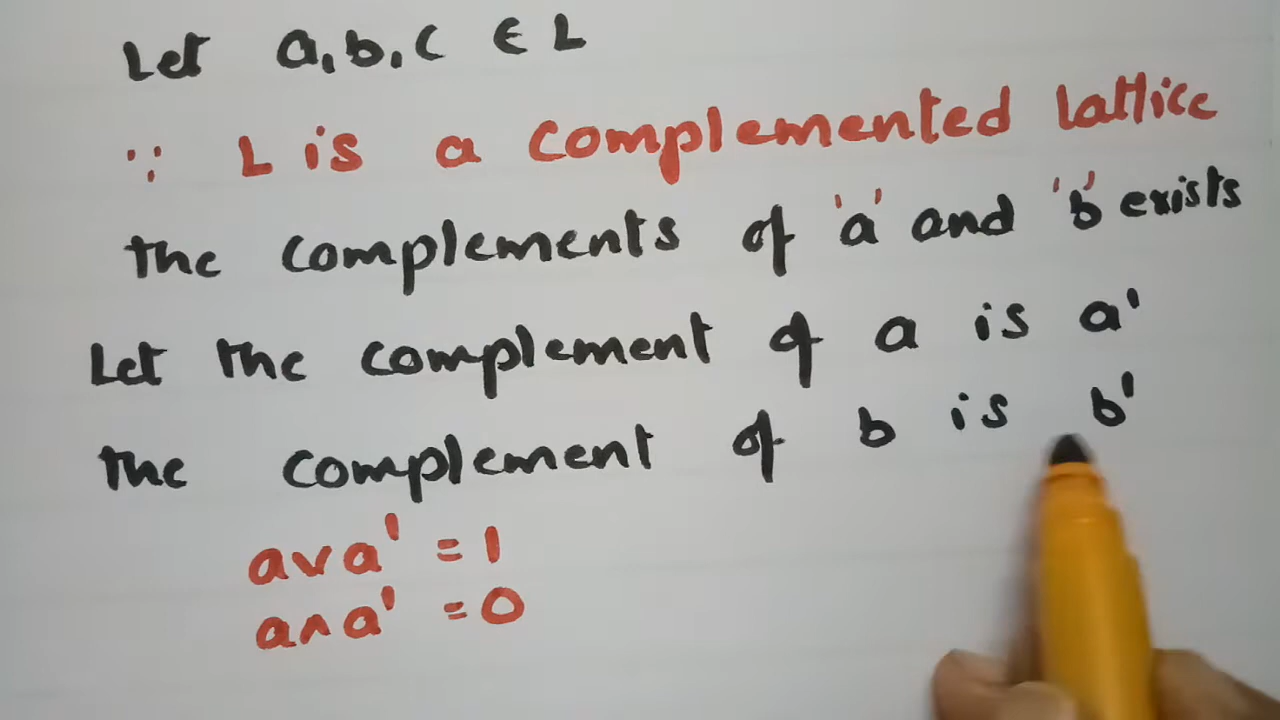 Let a, b, c ∈ L
∵ L is a complemented lattice
The complements of 'a' and 'b' exists
Let the complement of a is a'
The complement of b is b'
a∨a' = 1
a∧a' = 0